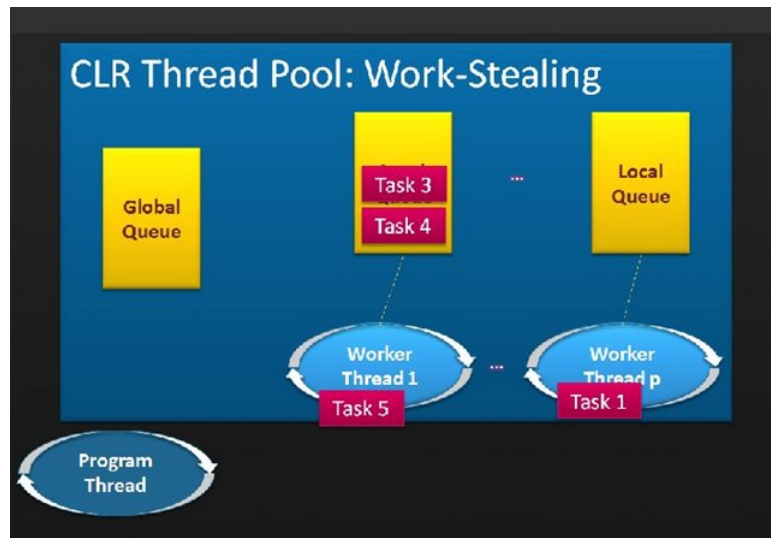 CLR Thread Pool: Work-Stealing
Global
Queue
Task 3
Task 4
...
Local
Queue
Worker
Thread 1
Task 5
...
Worker
Thread p
Task 1
Program
Thread